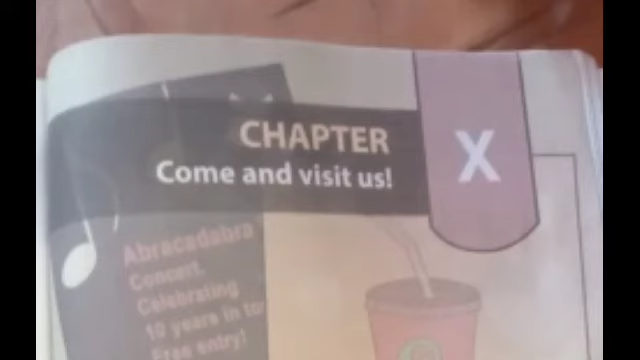 CHAPTER
X
Come and visit us!
Abracadabra
Concert.
Celebrating
10 years in
Free entry!